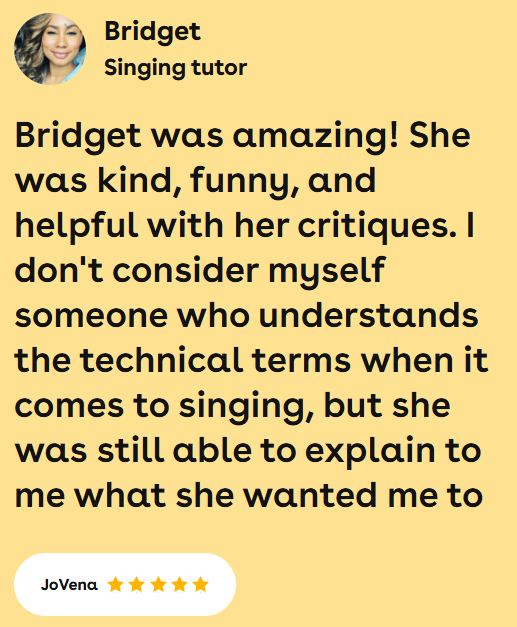 Bridget
Singing tutor
Bridget was amazing! She
was kind, funny, and
helpful with her critiques. I
don't consider myself
someone who understands
the technical terms when it
comes to singing, but she
was still able to explain to
me what she wanted me to
JoVena